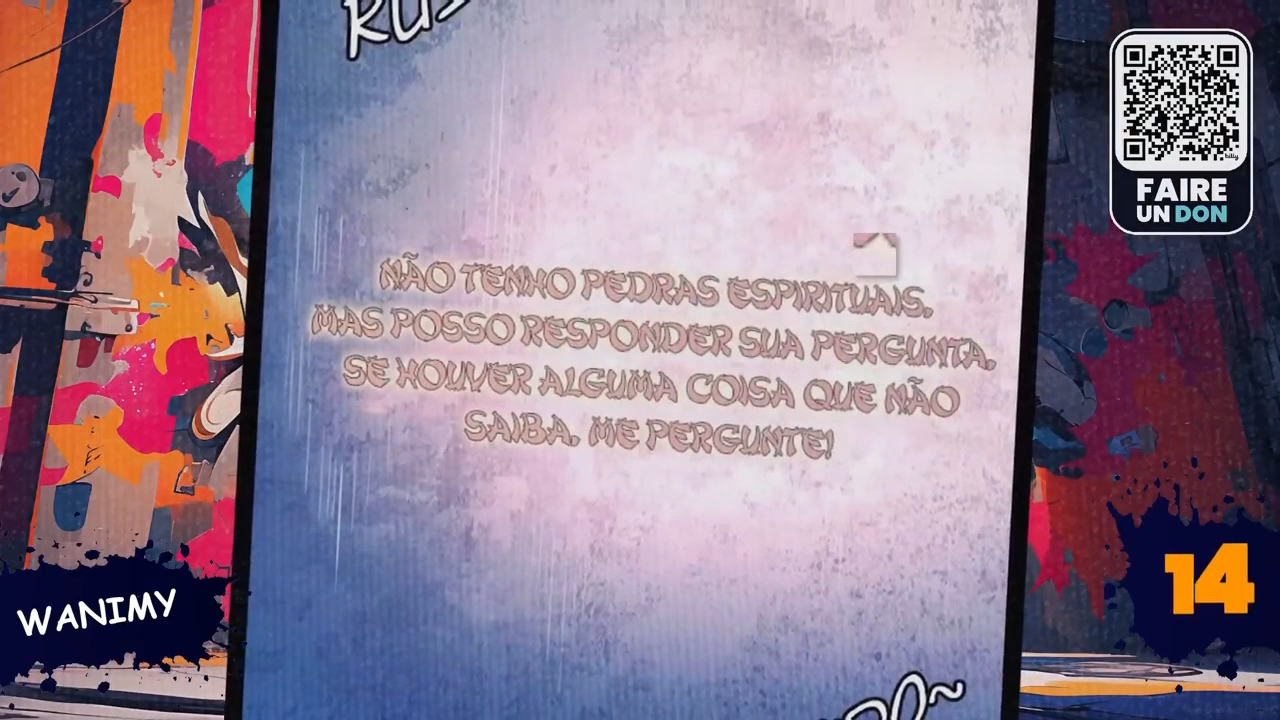 NÃO TENHO PEDRAS ESPIRITUAIS.
MAS POSSO RESPONDER SUA PERGUNTA.
SE HOUVER ALGUMA COISA QUE NÃO
SAIBA, ME PERGUNTE!
billy
FAIRE
UN DON
WANIMY
14